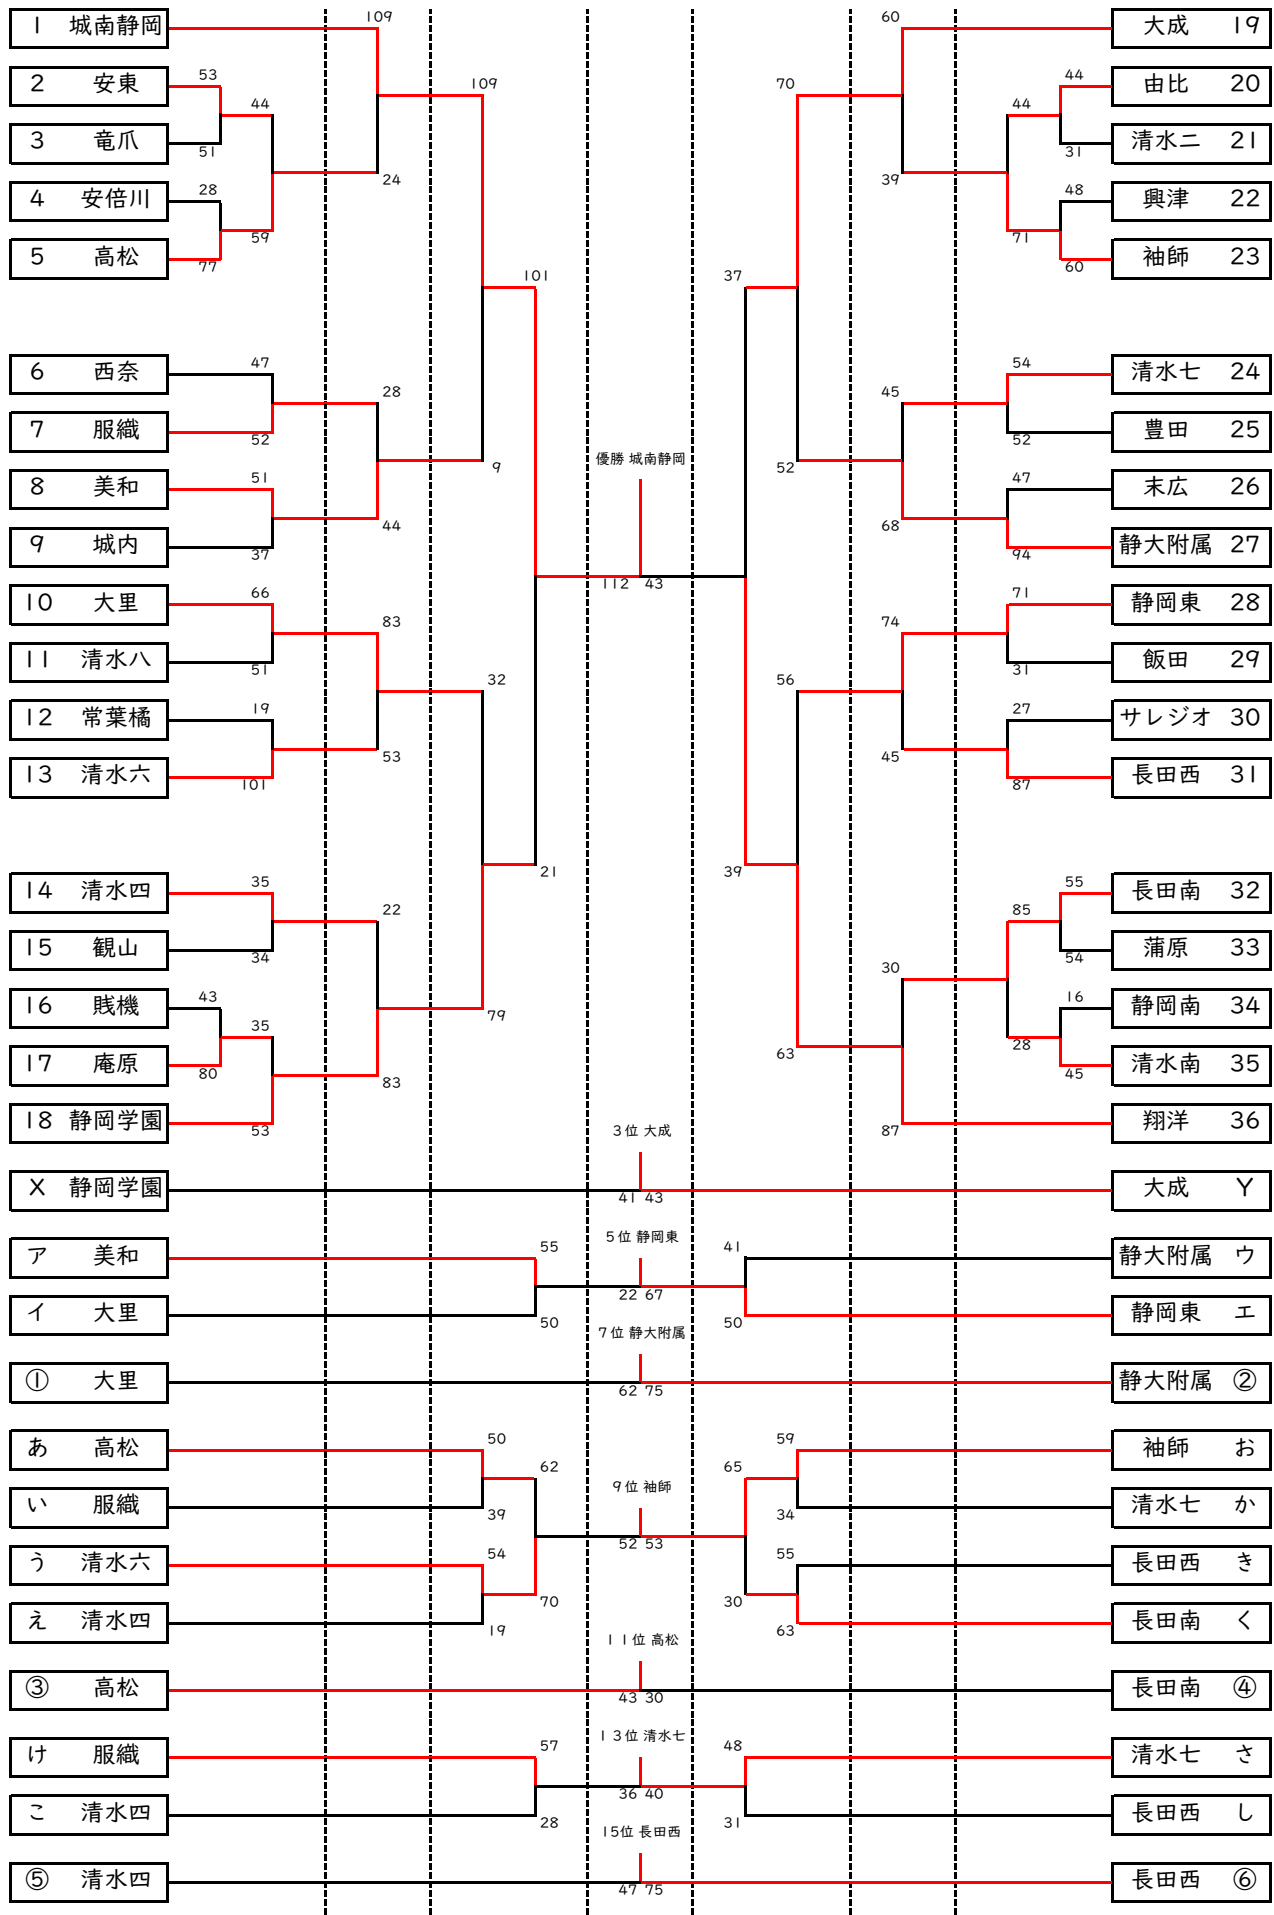 1 城南静岡 109 60 大成 19
2 安東 53 44 109 70 44 44 由比 20
3 竜爪 51 31 清水二 21
4 安倍川 28 24 39 48 興津 22
5 高松 77 59 71 60 袖師 23
101 37
6 西奈 47 28 45 54 清水七 24
7 服織 52 52 豊田 25
9 優勝 城南静岡 52
8 美和 51 47 末広 26
9 城内 37 44 68 94 静大附属 27
112 43
10 大里 66 83 74 71 静岡東 28
11 清水八 51 31 飯田 29
32 56
12 常葉橘 19 27 サレジオ 30
13 清水六 101 53 45 87 長田西 31
21 39
14 清水四 35 22 85 55 長田南 32
15 観山 34 54 蒲原 33
16 賎機 43 35 30 16 静岡南 34
17 庵原 80 79 63 28 45 清水南 35
18 静岡学園 53 83 87 翔洋 36
3位 大成
X 静岡学園 41 43 大成 Y
5位 静岡東
ア 美和 55 41 静大附属 ウ
22 67
イ 大里 50 50 静岡東 エ
7位 静大附属
① 大里 62 75 静大附属 ②
あ 高松 50 62 65 59 袖師 お
9位 袖師
い 服織 39 34 清水七 か
52 53
う 清水六 54 55 長田西 き
え 清水四 19 70 30 63 長田南 く
11位 高松
③ 高松 43 30 長田南 ④
13位 清水七
け 服織 57 48 清水七 さ
36 40
こ 清水四 28 31 長田西 し
15位 長田西
⑤ 清水四 47 75 長田西 ⑥